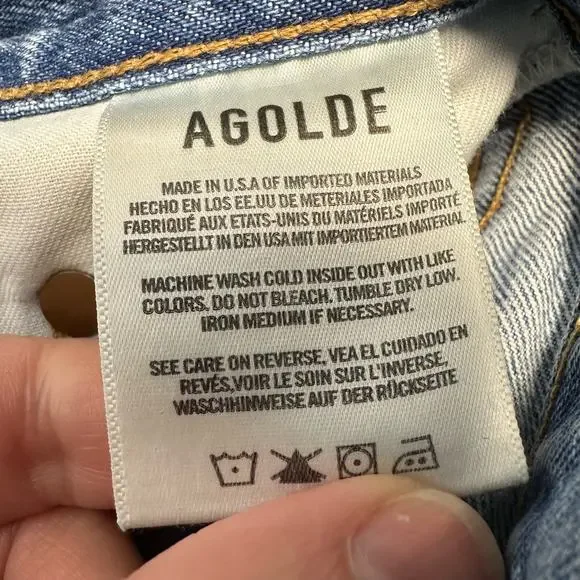 AGOLDE
MADE IN U.S.A OF IMPORTED MATERIALS
HECHO EN LOS EE.UU DE METERIALES IMPORTADA
FABRIQUÉ AUX ETATS-UNIS DU MATÉRIELS IMPORTÉ
HERGESTELLT IN DEN USA MIT IMPORTIERTEM MATERIAL
MACHINE WASH COLD INSIDE OUT WITH LIKE
COLORS. DO NOT BLEACH. TUMBLE DRY LOW.
IRON MEDIUM IF NECESSARY.
SEE CARE ON REVERSE. VEA EL CUIDADO EN
REVÉS.VOIR LE SOIN SUR L'INVERSE.
WASCHHINWEISE AUF DER RÜCKSEITE